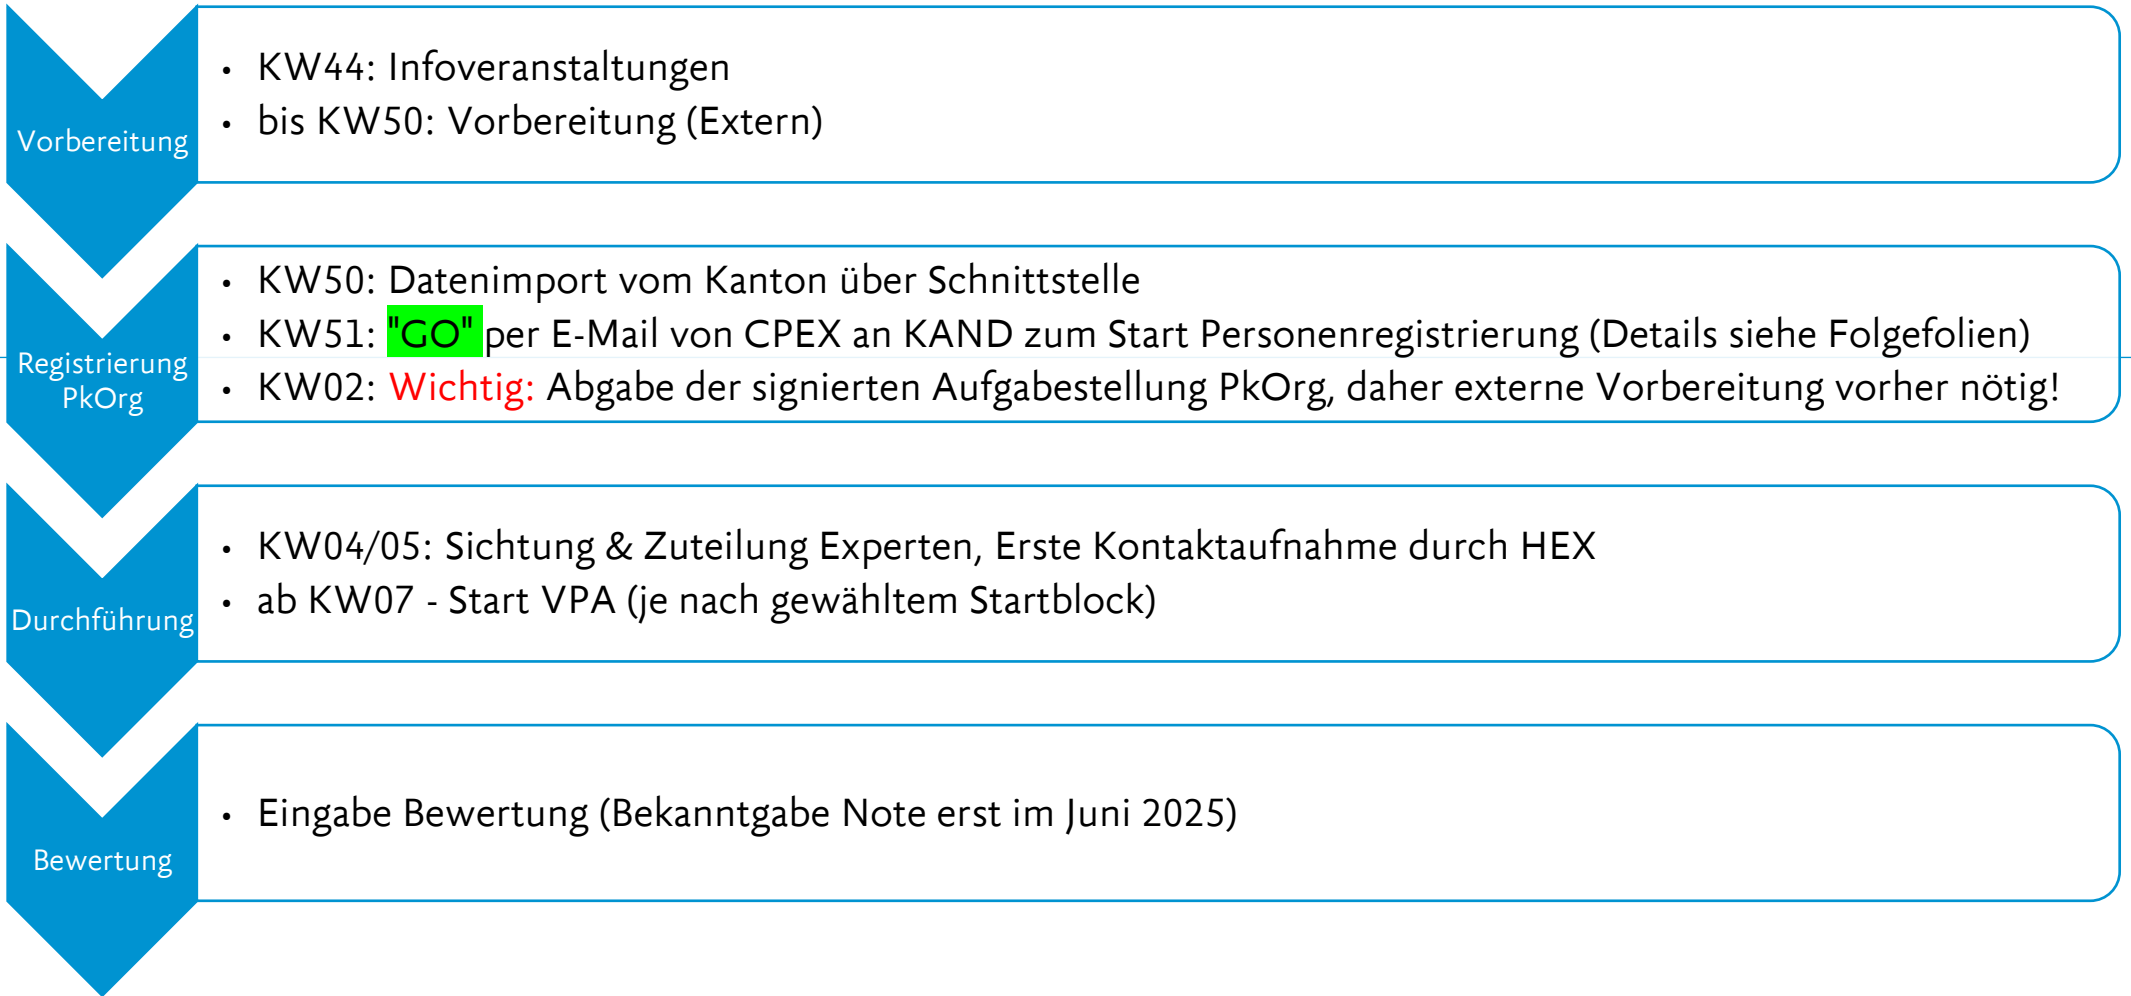 Vorbereitung
• KW44: Infoveranstaltungen
• bis KW50: Vorbereitung (Extern)
Registrierung
PkOrg
• KW50: Datenimport vom Kanton über Schnittstelle
• KW51: "GO" per E-Mail von CPEX an KAND zum Start Personenregistrierung (Details siehe Folgefolien)
• KW02: Wichtig: Abgabe der signierten Aufgabestellung PkOrg, daher externe Vorbereitung vorher nötig!
Durchführung
• KW04/05: Sichtung & Zuteilung Experten, Erste Kontaktaufnahme durch HEX
• ab KW07 - Start VPA (je nach gewähltem Startblock)
Bewertung
• Eingabe Bewertung (Bekanntgabe Note erst im Juni 2025)